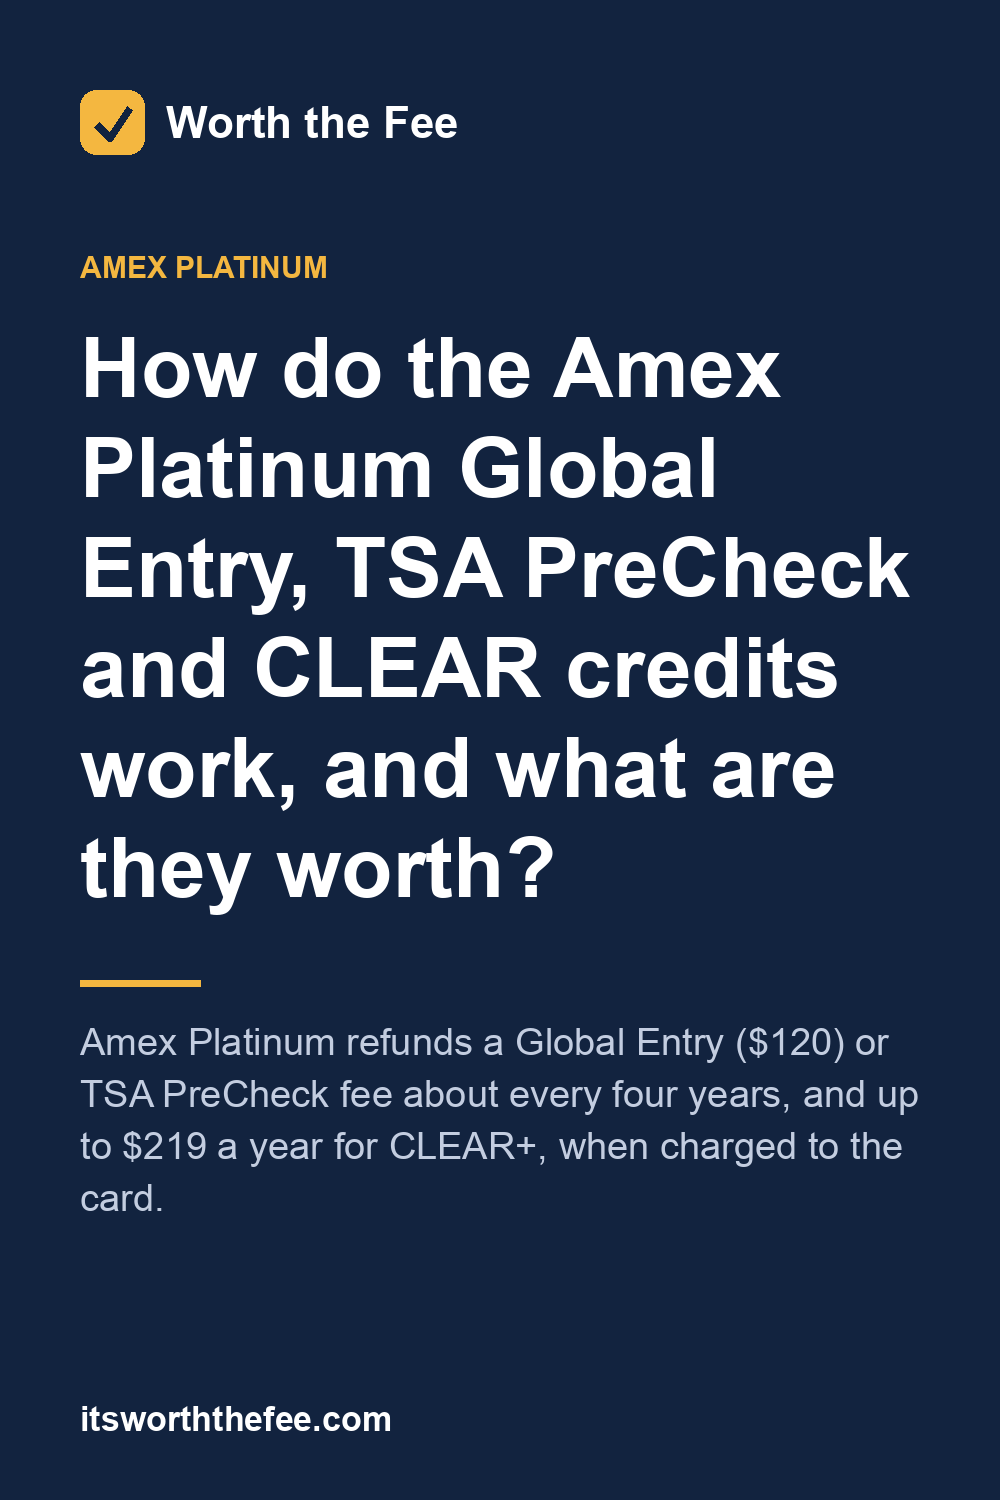 Worth the Fee
AMEX PLATINUM
How do the Amex
Platinum Global
Entry, TSA PreCheck
and CLEAR credits
work, and what are
they worth?
Amex Platinum refunds a Global Entry ($120) or
TSA PreCheck fee about every four years, and up
to $219 a year for CLEAR+, when charged to the
card.
itsworththefee.com